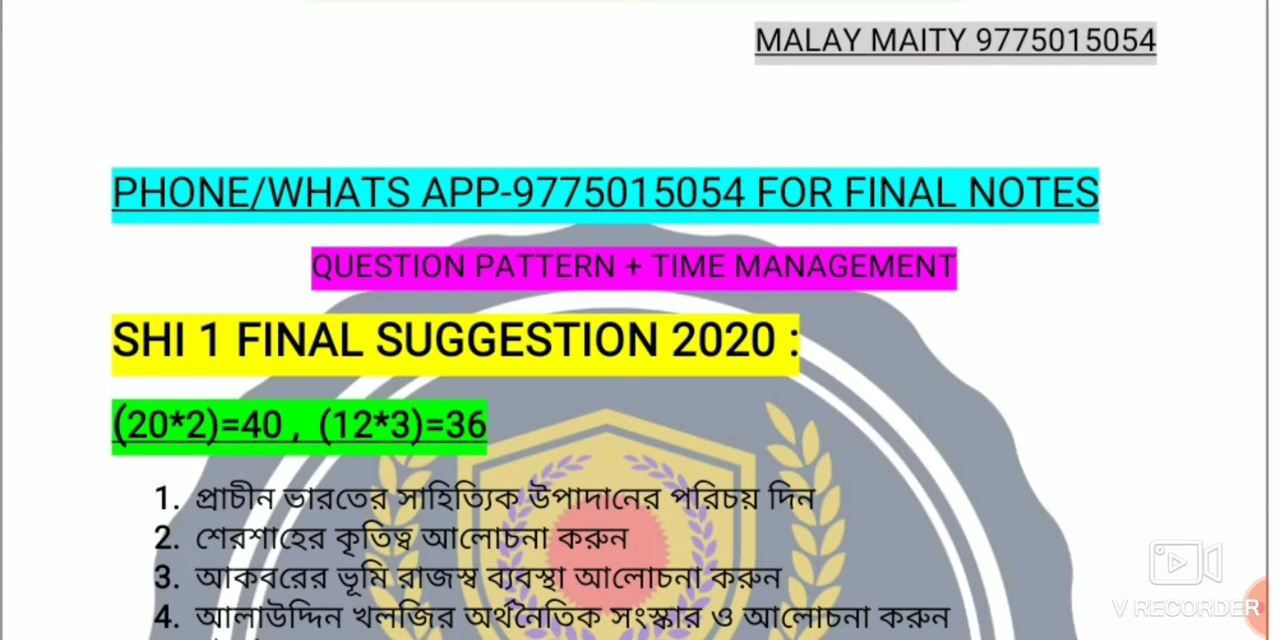 MALAY MAITY 9775015054
PHONE/WHATS APP-9775015054 FOR FINAL NOTES
QUESTION PATTERN + TIME MANAGEMENT
SHI 1 FINAL SUGGESTION 2020 :
(20*2)=40 , (12*3)=36
1. প্রাচীন ভারতের সাহিত্যিক উপাদানের পরিচয় দিন
2. শেরশাহের কৃতিত্ব আলোচনা করুন
3. আকবরের ভূমি রাজস্ব ব্যবস্থা আলোচনা করুন
4. আলাউদ্দিন খলজির অর্থনৈতিক সংস্কার ও আলোচনা করুন
V RECORDER